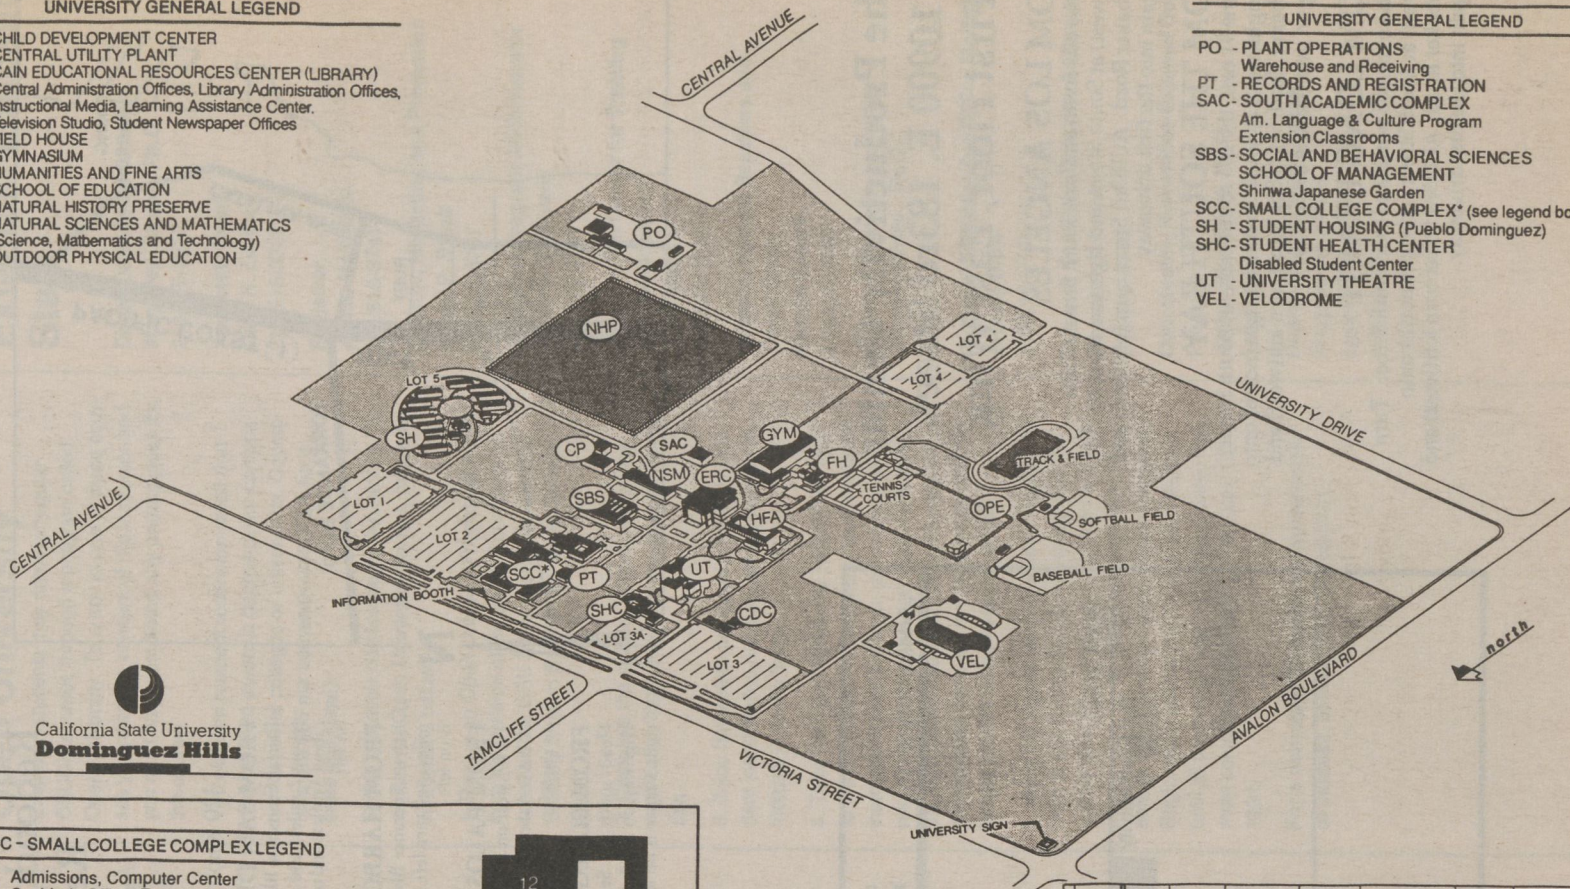 UNIVERSITY GENERAL LEGEND
CHILD DEVELOPMENT CENTER
CENTRAL UTILITY PLANT
CAIN EDUCATIONAL RESOURCES CENTER (LIBRARY)
Central Administration Offices, Library Administration Offices,
Instructional Media, Learning Assistance Center.
Television Studio, Student Newspaper Offices
FIELD HOUSE
GYMNASIUM
HUMANITIES AND FINE ARTS
SCHOOL OF EDUCATION
NATURAL HISTORY PRESERVE
NATURAL SCIENCES AND MATHEMATICS
(Science, Mathematics and Technology)
OUTDOOR PHYSICAL EDUCATION
UNIVERSITY GENERAL LEGEND
PO - PLANT OPERATIONS
Warehouse and Receiving
PT - RECORDS AND REGISTRATION
SAC- SOUTH ACADEMIC COMPLEX
Am. Language & Culture Program
Extension Classrooms
SBS - SOCIAL AND BEHAVIORAL SCIENCES
SCHOOL OF MANAGEMENT
Shinwa Japanese Garden
SCC- SMALL COLLEGE COMPLEX* (see legend bo
SH - STUDENT HOUSING (Pueblo Dominguez)
SHC- STUDENT HEALTH CENTER
Disabled Student Center
UT - UNIVERSITY THEATRE
VEL - VELODROME
CENTRAL AVENUE
PO
NHP
LOT 4
LOT 4
LOT 5
UNIVERSITY DRIVE
SH
GYM
CP
SAC
FH
TRACK & FIELD
NSM
ERC
TENNIS
COURTS
LOT 1
SBS
OPE
CENTRAL AVENUE
HFA
SOFTBALL FIELD
LOT 2
SCC*
PT
UT
BASEBALL FIELD
INFORMATION BOOTH
SHC
CDC
LOT 3A
LOT 3
VEL
north
TAMCLIFF STREET
AVALON BOULEVARD
VICTORIA STREET
UNIVERSITY SIGN
California State University
Dominguez Hills
C - SMALL COLLEGE COMPLEX LEGEND
Admissions, Computer Center
12